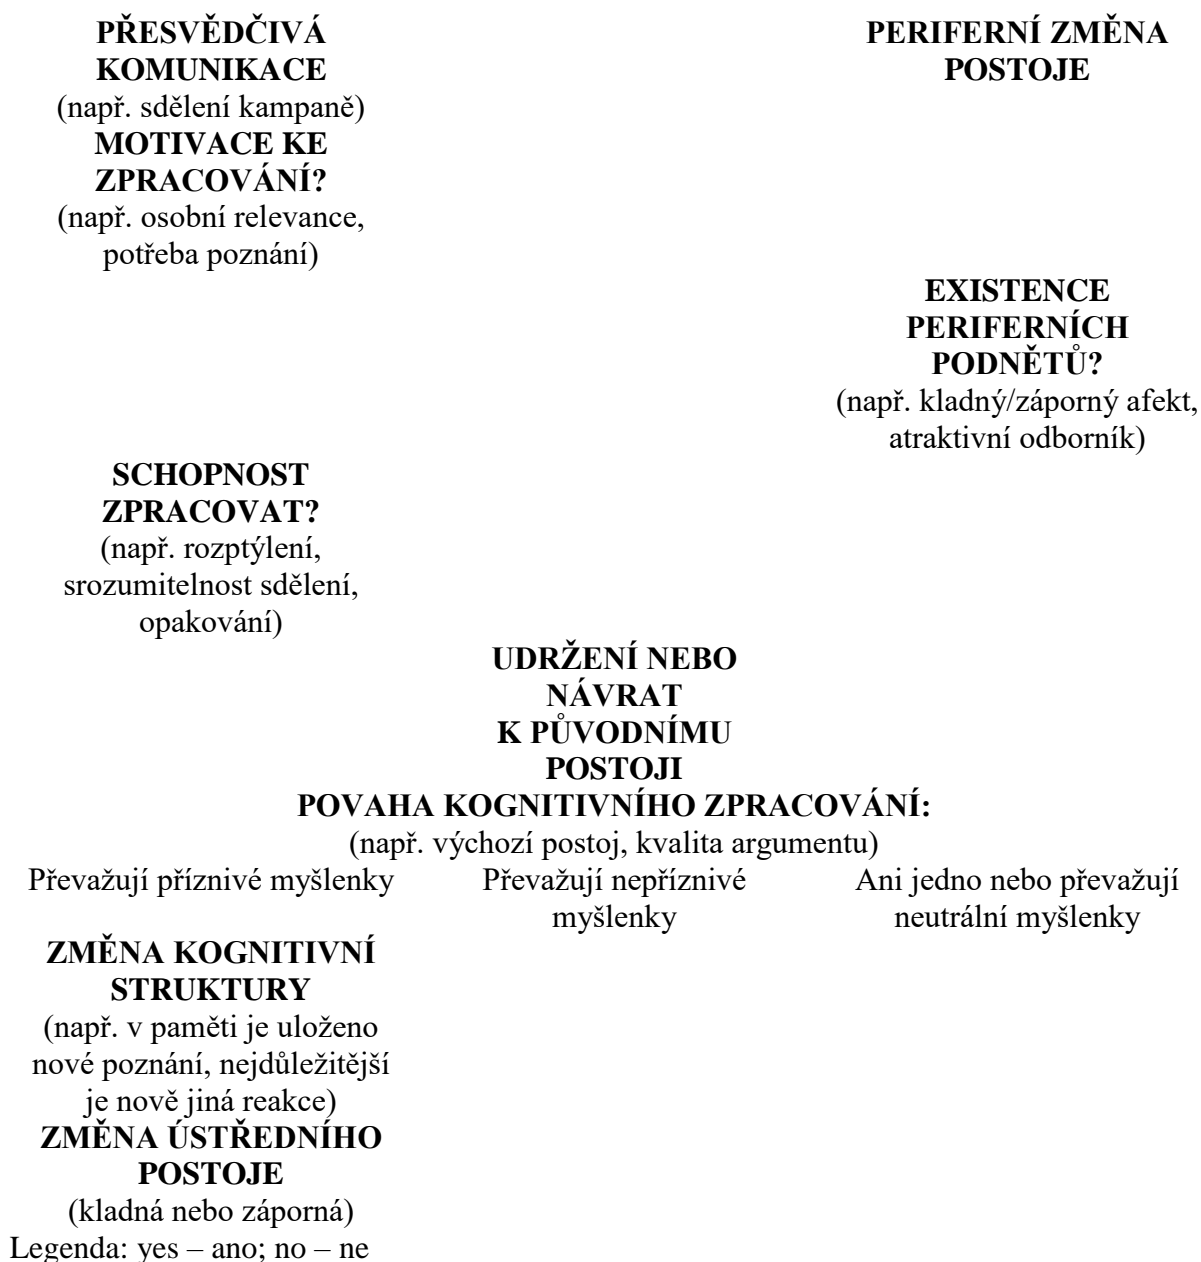 PŘESVĚDČIVÁ
KOMUNIKACE
(např. sdělení kampaně)
PERIFERNÍ ZMĚNA
POSTOJE
MOTIVACE KE
ZPRACOVÁNÍ?
(např. osobní relevance,
potřeba poznání)
EXISTENCE
PERIFERNÍCH
PODNĚTŮ?
(např. kladný/záporný afekt,
atraktivní odborník)
SCHOPNOST
ZPRACOVAT?
(např. rozptýlení,
srozumitelnost sdělení,
opakování)
UDRŽENÍ NEBO
NÁVRAT
K PŮVODNÍMU
POSTOJI
POVAHA KOGNITIVNÍHO ZPRACOVÁNÍ:
(např. výchozí postoj, kvalita argumentu)
Převažují příznivé myšlenky
Převažují nepříznivé
myšlenky
Ani jedno nebo převažují
neutrální myšlenky
ZMĚNA KOGNITIVNÍ
STRUKTURY
(např. v paměti je uloženo
nové poznání, nejdůležitější
je nově jiná reakce)
ZMĚNA ÚSTŘEDNÍHO
POSTOJE
(kladná nebo záporná)
Legenda: yes – ano; no – ne